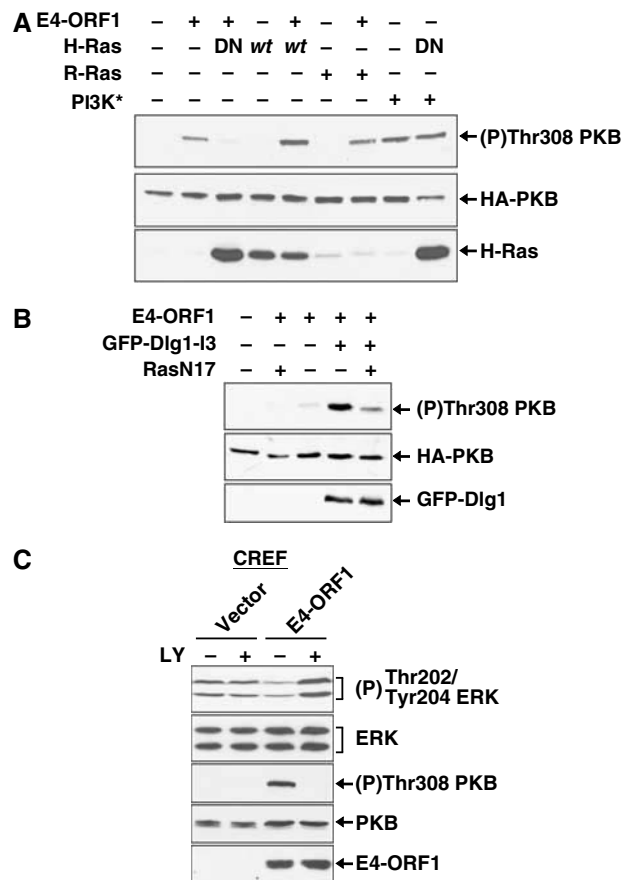 A
E4-ORF1 – + + – + – + – –
H-Ras – – DN wt wt – – – DN
R-Ras – – – – – + + – –
PI3K* – – – – – – – + +
(P)Thr308 PKB
HA-PKB
H-Ras
B
E4-ORF1 – + + + +
GFP-Dlg1-I3 – – – + +
RasN17 – + – – +
(P)Thr308 PKB
HA-PKB
GFP-Dlg1
C
CREF
Vector E4-ORF1
LY – + – +
(P) Thr202/
Tyr204 ERK
ERK
(P)Thr308 PKB
PKB
E4-ORF1